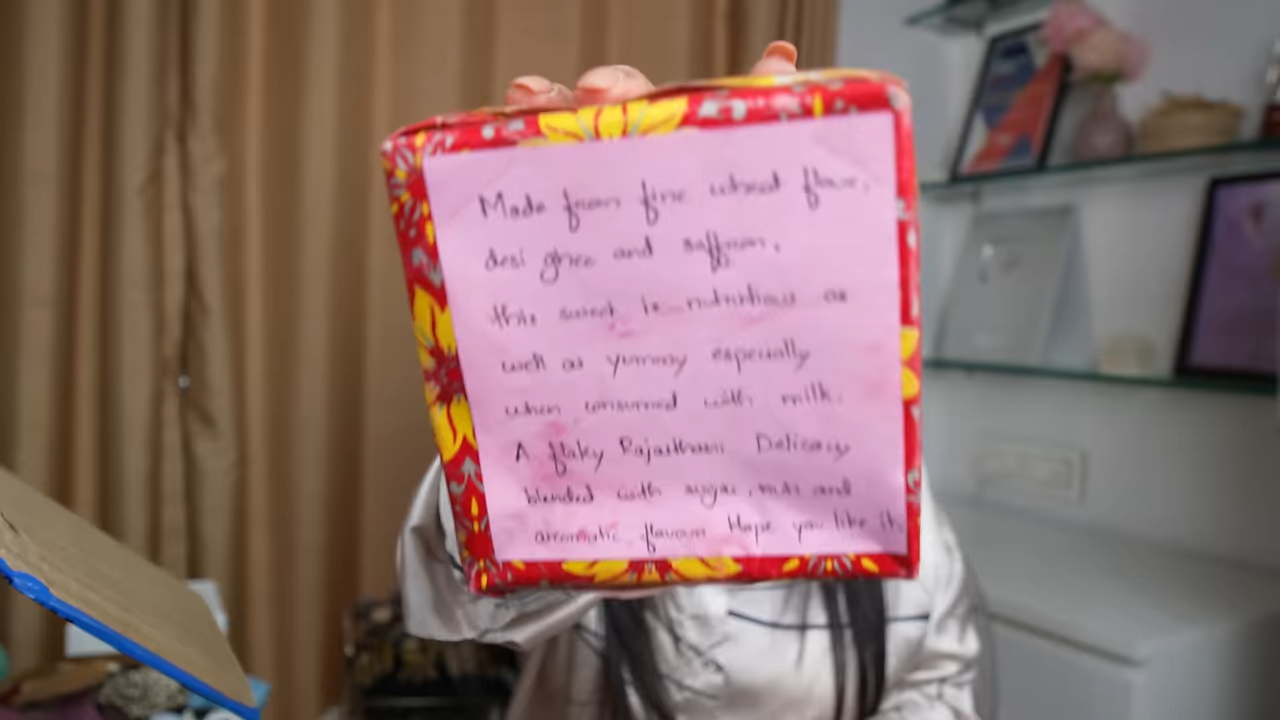 Made from fine wheat flour,
desi ghee and saffron.
this sweet is nutritious as
well as yummy especially
when consumed with milk.
A flaky Rajasthani Delicacy
blended with sugar, nuts and
aromatic flavours Hope you like it.